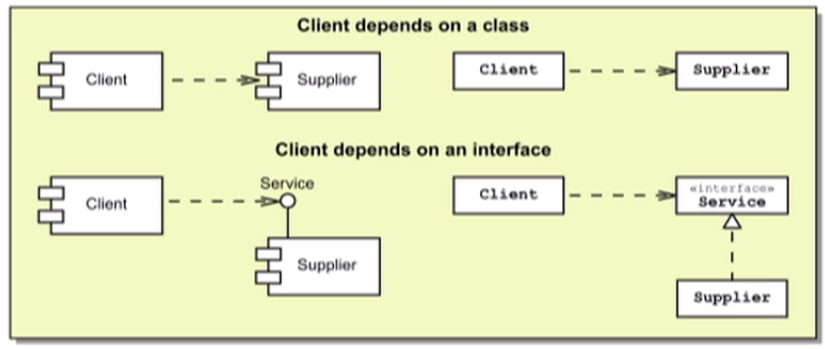 Client depends on a class
Client
Supplier
Client
Supplier
Client depends on an interface
Client
Service
Supplier
Client
«interface»
Service
Supplier